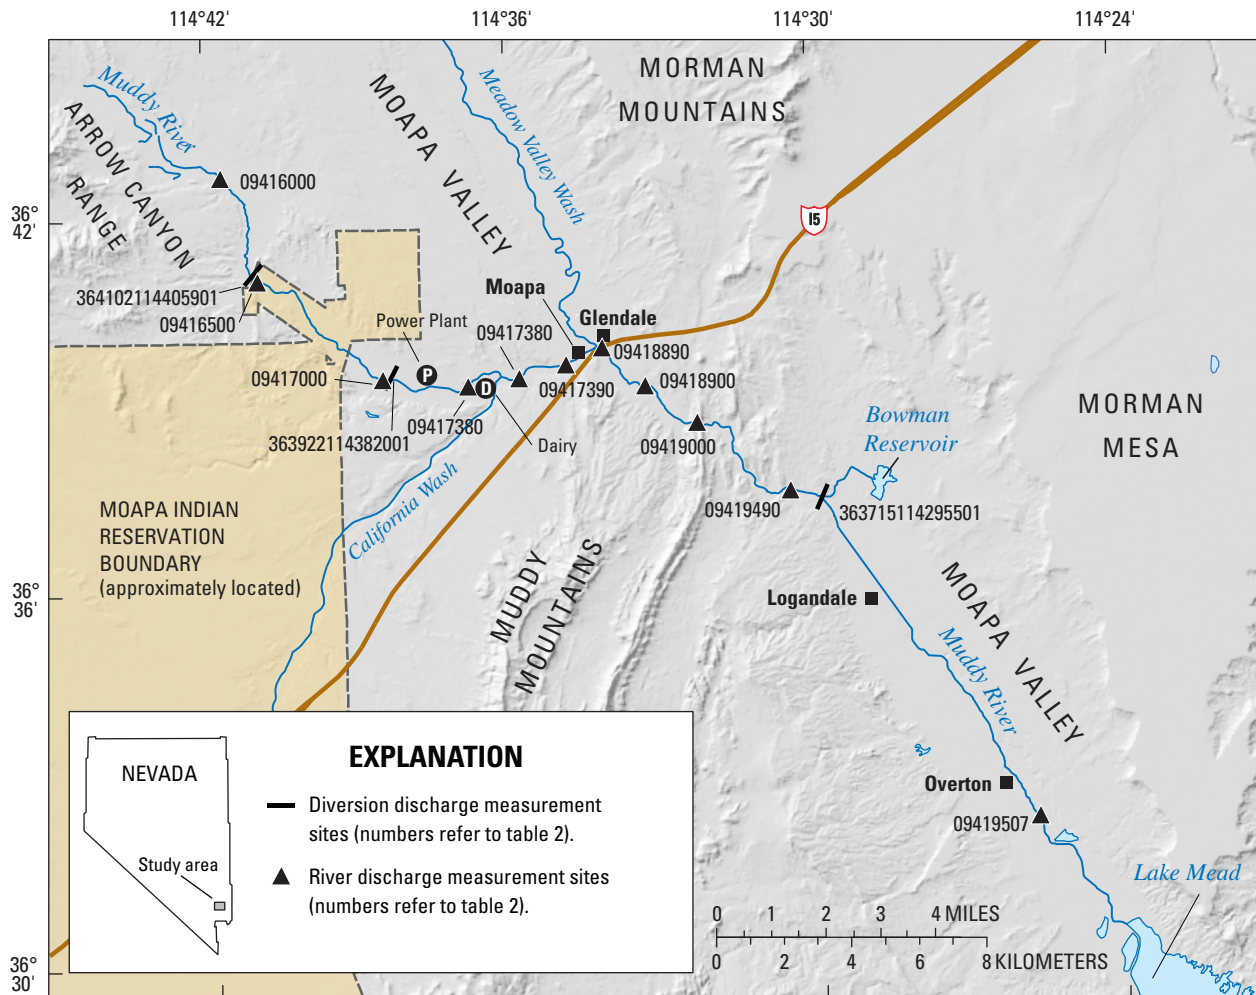 114°42'
114°36'
114°30'
114°24'
36°
42'
36°
36'
36°
30'
Muddy River
ARROW CANYON
RANGE
MOAPA VALLEY
Meadow Valley Wash
MORMAN
MOUNTAINS
15
09416000
364102114405901
09416500
Power Plant
P
Moapa
Glendale
09417380
09418890
09417000
09417390
09418900
363922114382001
09417380
D
Dairy
09419000
California Wash
MORMAN
MESA
Bowman
Reservoir
09419490
363715114295501
MOAPA INDIAN
RESERVATION
BOUNDARY
(approximately located)
MUDDY
MOUNTAINS
Logandale
MOAPA VALLEY
Muddy River
Overton
09419507
Lake Mead
EXPLANATION
NEVADA
Study area
Diversion discharge measurement
sites (numbers refer to table 2).
River discharge measurement sites
(numbers refer to table 2).
0 1 2 3 4 MILES
0 2 4 6 8 KILOMETERS